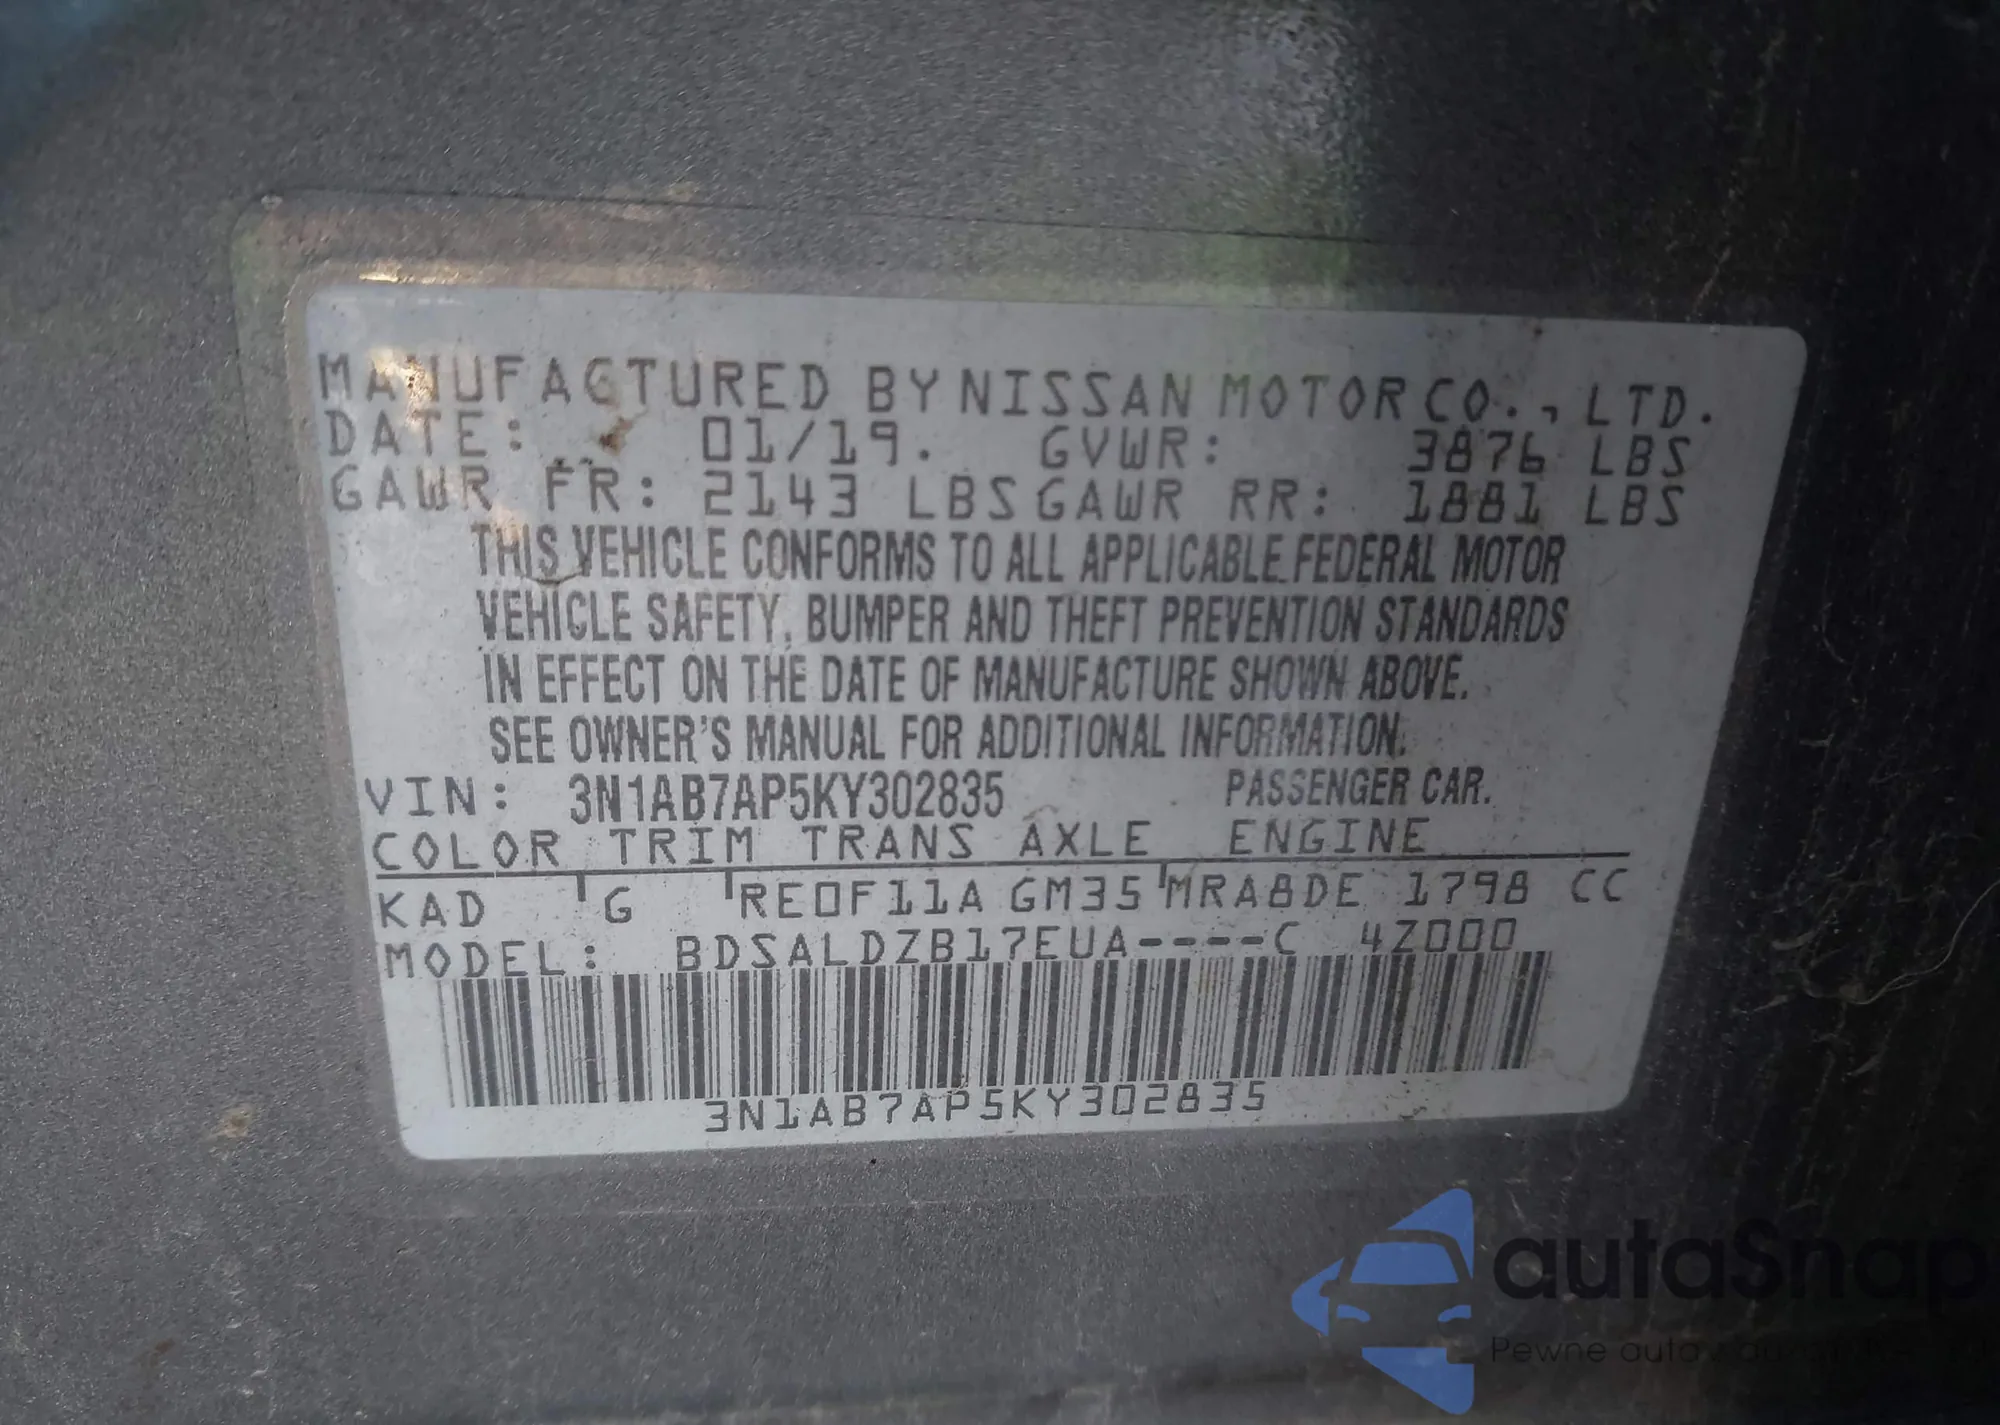 MANUFACTURED BY NISSAN MOTOR CO., LTD.
DATE: 01/19. GVWR: 3876 LBS
GAWR FR: 2143 LBS GAWR RR: 1881 LBS
THIS VEHICLE CONFORMS TO ALL APPLICABLE FEDERAL MOTOR
VEHICLE SAFETY, BUMPER AND THEFT PREVENTION STANDARDS
IN EFFECT ON THE DATE OF MANUFACTURE SHOWN ABOVE.
SEE OWNER'S MANUAL FOR ADDITIONAL INFORMATION.
VIN: 3N1AB7AP5KY302835 PASSENGER CAR.
COLOR TRIM TRANS AXLE ENGINE
KAD G RE0F11A GM35 MRA8DE 1798 CC
MODEL: BDSALDZB17EUA----C 4Z000
3N1AB7AP5KY302835
autaSnap
Pewne auta z